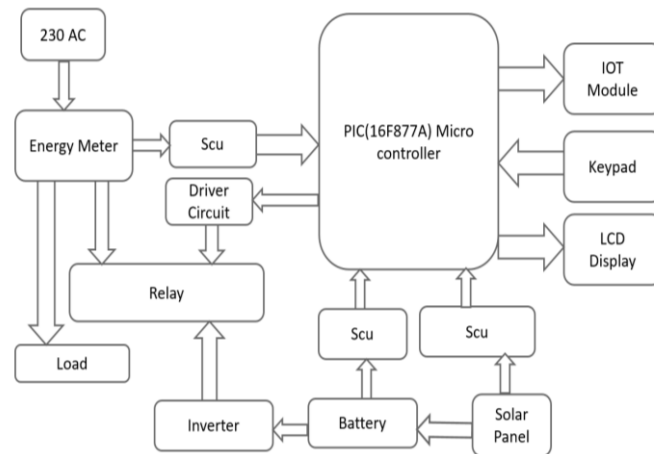 230 AC
IOT
Module
PIC(16F877A) Micro
controller
Energy Meter
Scu
Keypad
Driver
Circuit
LCD
Display
Relay
Scu
Scu
Load
Inverter
Battery
Solar
Panel